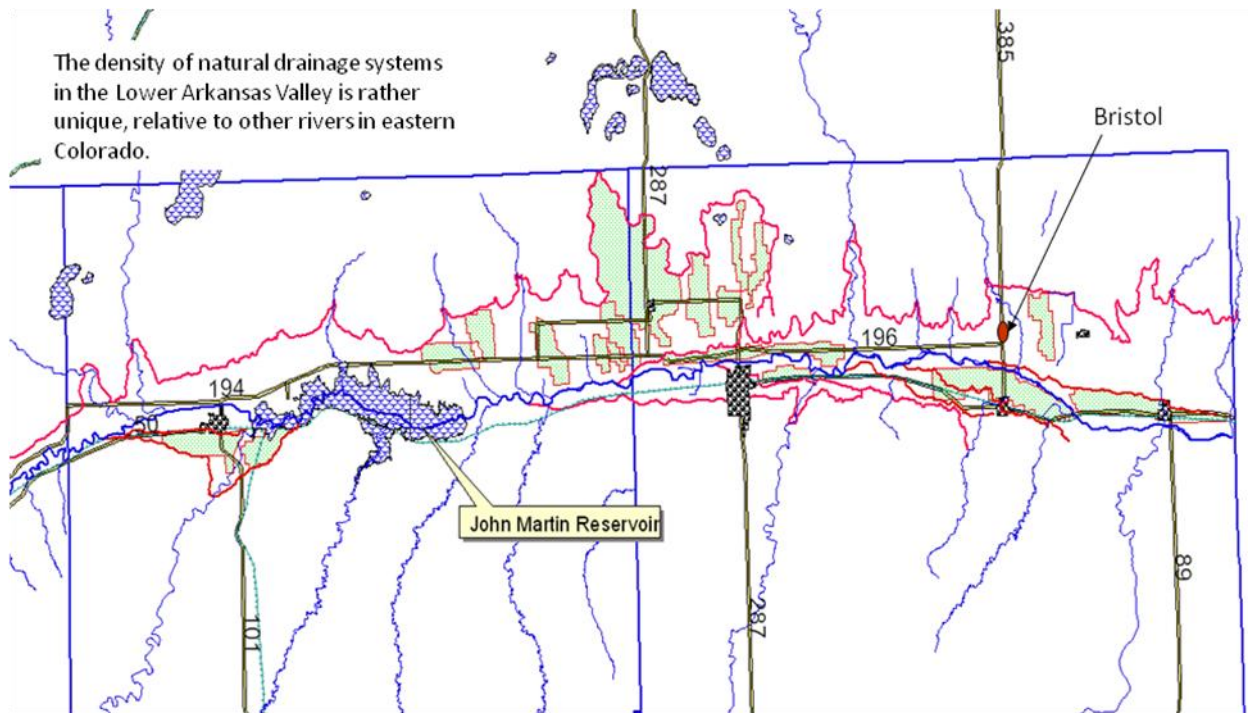 The density of natural drainage systems
in the Lower Arkansas Valley is rather
unique, relative to other rivers in eastern
Colorado.
385
Bristol
287
196
194
50
John Martin Reservoir
89
287
101